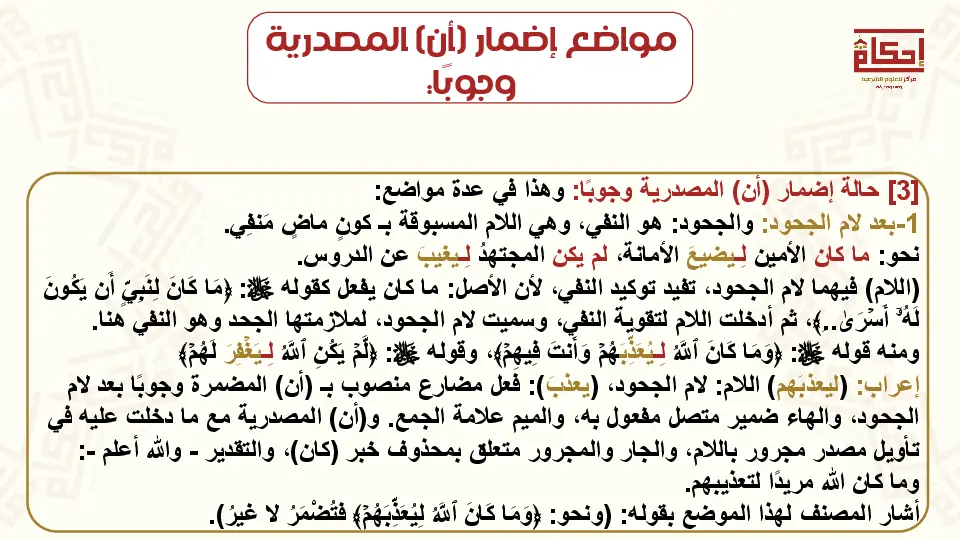 مواضع إضمار (أن) المصدرية
وجوبًا:
إحكام
مركز للعلوم الشرعية
[3] حالة إضمار (أن) المصدرية وجوبًا: وهذا في عدة مواضع:
1-بعد لام الجحود: والجحود: هو النفي، وهي اللام المسبوقة بـ كونٍ ماضٍ مَنفِي.
نحو: ما كان الأمين لِـيضيعَ الأمانة، لم يكن المجتهدُ لِـيغيبَ عن الدروس.
(اللام) فيهما لام الجحود، تفيد توكيد النفي، لأن الأصل: ما كان يفعل كقوله ﷻ: ﴿مَا كَانَ لِنَبِيٍّ أَن يَكُونَ
لَهُۥٓ أَسۡرَىٰ..﴾، ثم أدخلت اللام لتقوية النفي، وسميت لام الجحود، لملازمتها الجحد وهو النفي هنا.
ومنه قوله ﷻ: ﴿وَمَا كَانَ ٱللَّهُ لِـيُعَذِّبَهُمۡ وَأَنتَ فِيهِمۡ﴾، وقوله ﷻ: ﴿لَّمۡ يَكُنِ ٱللَّهُ لِـيَغۡفِرَ لَهُمۡ﴾
إعراب: (ليعذبَهم) اللام: لام الجحود، (يعذبَ): فعل مضارع منصوب بـ (أن) المضمرة وجوبًا بعد لام
الجحود، والهاء ضمير متصل مفعول به، والميم علامة الجمع. و(أن) المصدرية مع ما دخلت عليه في
تأويل مصدر مجرور باللام، والجار والمجرور متعلق بمحذوف خبر (كان)، والتقدير - والله أعلم -:
وما كان الله مريدًا لتعذيبهم.
أشار المصنف لهذا الموضع بقوله: (ونحو: ﴿وَمَا كَانَ ٱللَّهُ لِيُعَذِّبَهُمۡ﴾ فَتُضْمَرُ لا غَيرُ).